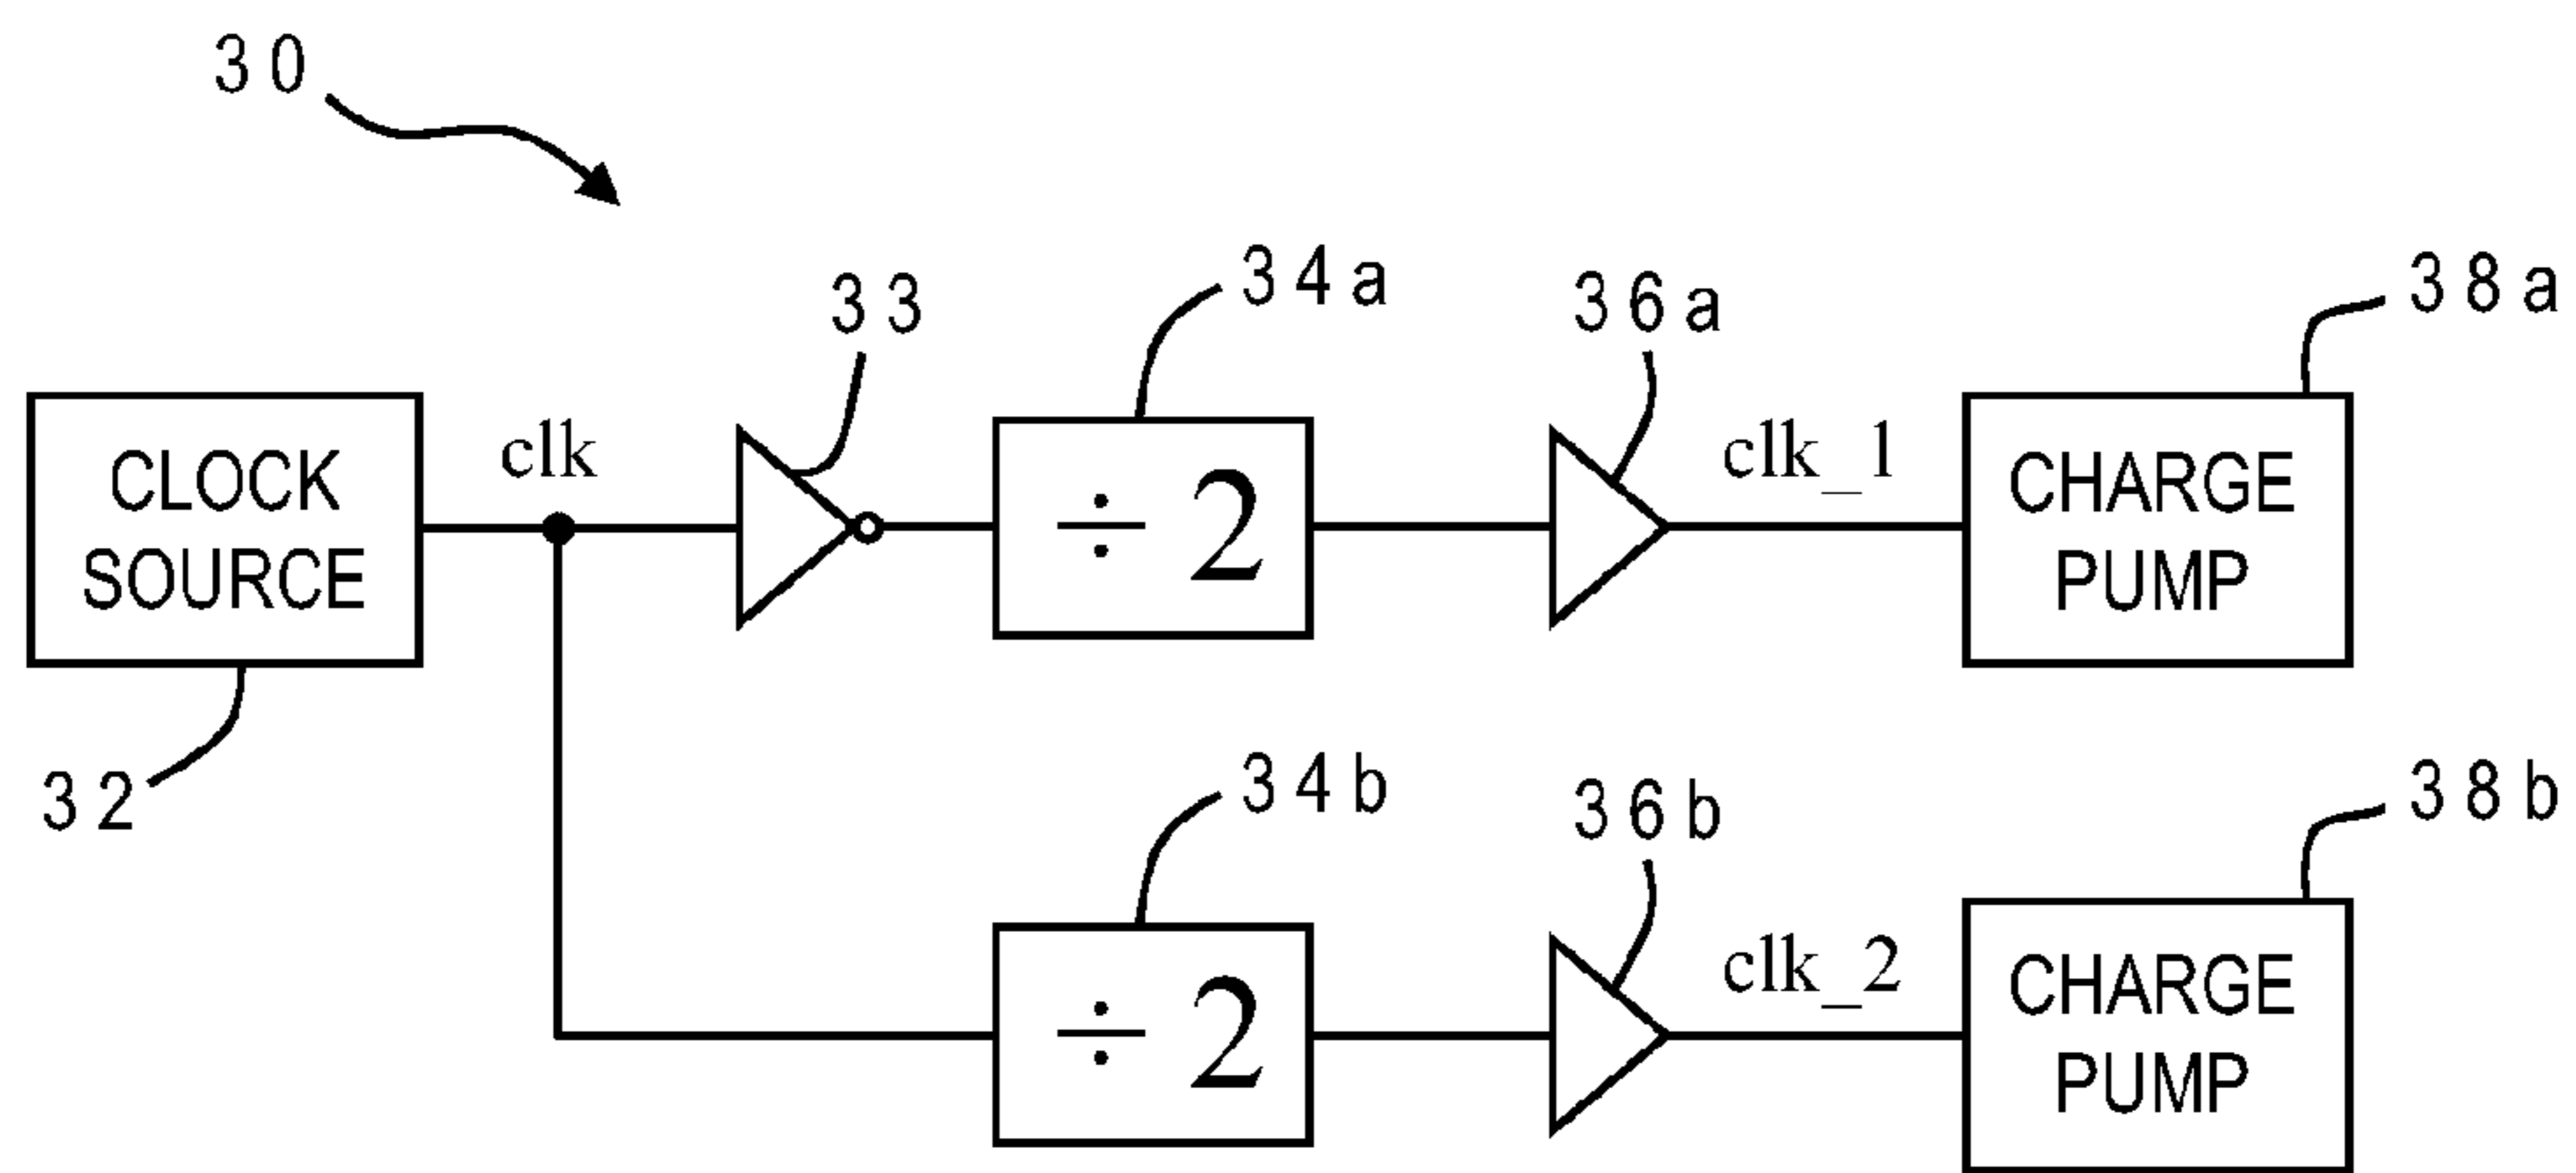 30
33
34a
36a
38a
CLOCK
SOURCE
clk
÷ 2
clk_1
CHARGE
PUMP
32
34b
36b
38b
÷ 2
clk_2
CHARGE
PUMP